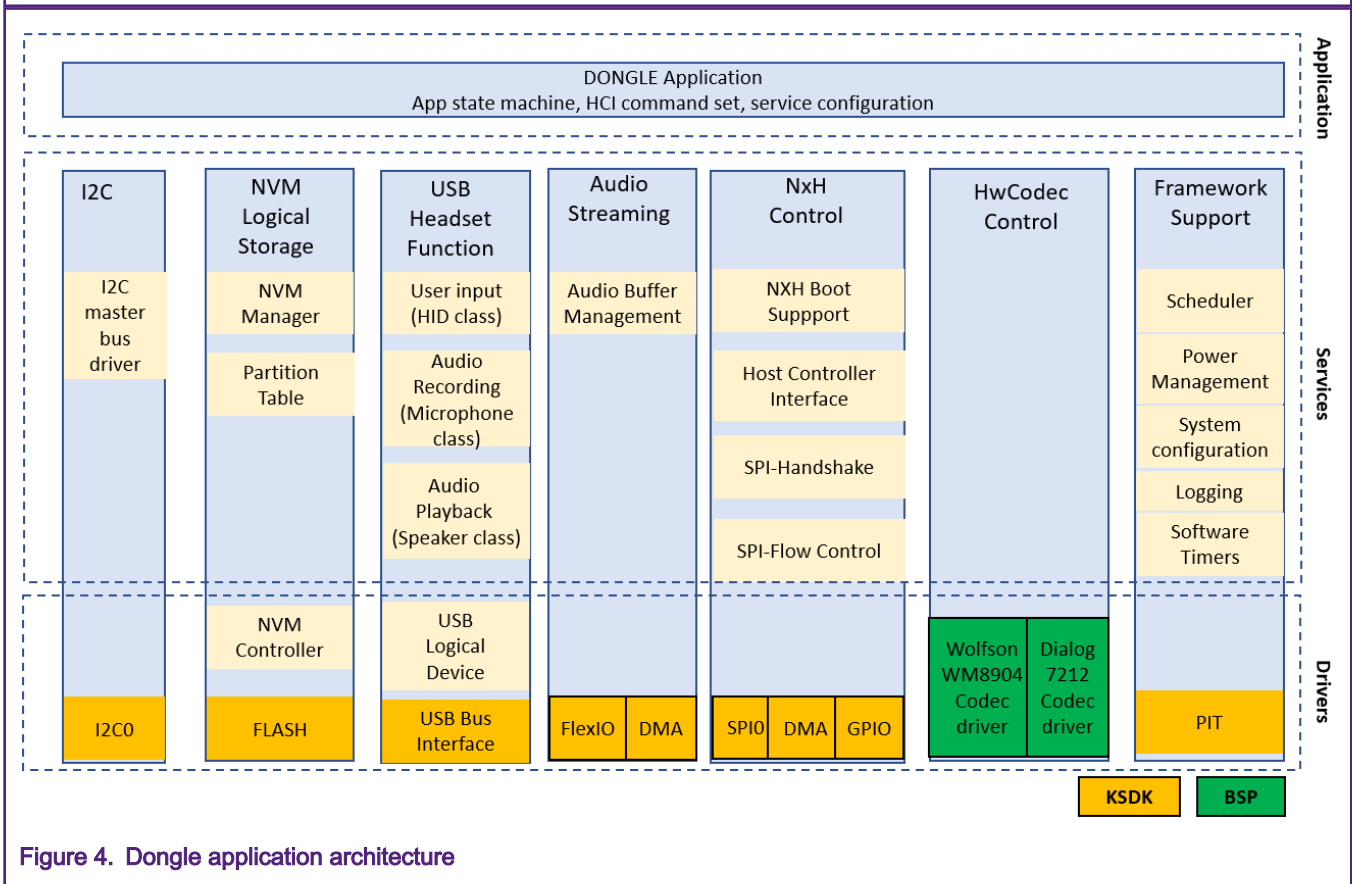 DONGLE Application
App state machine, HCI command set, service configuration
Application
I2C
I2C
master
bus
driver
I2C0
NVM
Logical
Storage
NVM
Manager
Partition
Table
NVM
Controller
FLASH
USB
Headset
Function
User input
(HID class)
Audio
Recording
(Microphone
class)
Audio
Playback
(Speaker class)
USB
Logical
Device
USB Bus
Interface
Audio
Streaming
Audio Buffer
Management
FlexIO
DMA
NxH
Control
NXH Boot
Suppport
Host Controller
Interface
SPI-Handshake
SPI-Flow Control
SPI0
DMA
GPIO
HwCodec
Control
Wolfson
WM8904
Codec
driver
Dialog
7212
Codec
driver
Framework
Support
Scheduler
Power
Management
System
configuration
Logging
Software
Timers
PIT
Services
Drivers
KSDK
BSP
Figure 4. Dongle application architecture